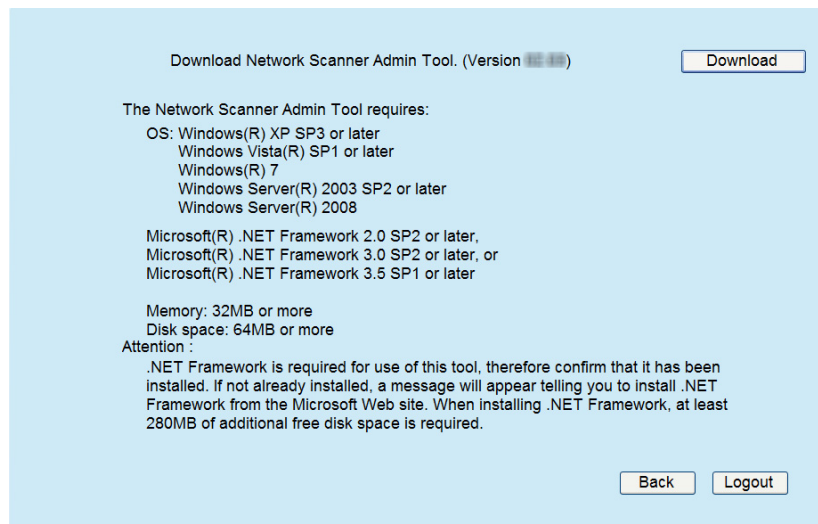 Download Network Scanner Admin Tool. (Version )
Download
The Network Scanner Admin Tool requires:
OS: Windows(R) XP SP3 or later
Windows Vista(R) SP1 or later
Windows(R) 7
Windows Server(R) 2003 SP2 or later
Windows Server(R) 2008
Microsoft(R) .NET Framework 2.0 SP2 or later,
Microsoft(R) .NET Framework 3.0 SP2 or later, or
Microsoft(R) .NET Framework 3.5 SP1 or later
Memory: 32MB or more
Disk space: 64MB or more
Attention :
.NET Framework is required for use of this tool, therefore confirm that it has been
installed. If not already installed, a message will appear telling you to install .NET
Framework from the Microsoft Web site. When installing .NET Framework, at least
280MB of additional free disk space is required.
Back
Logout